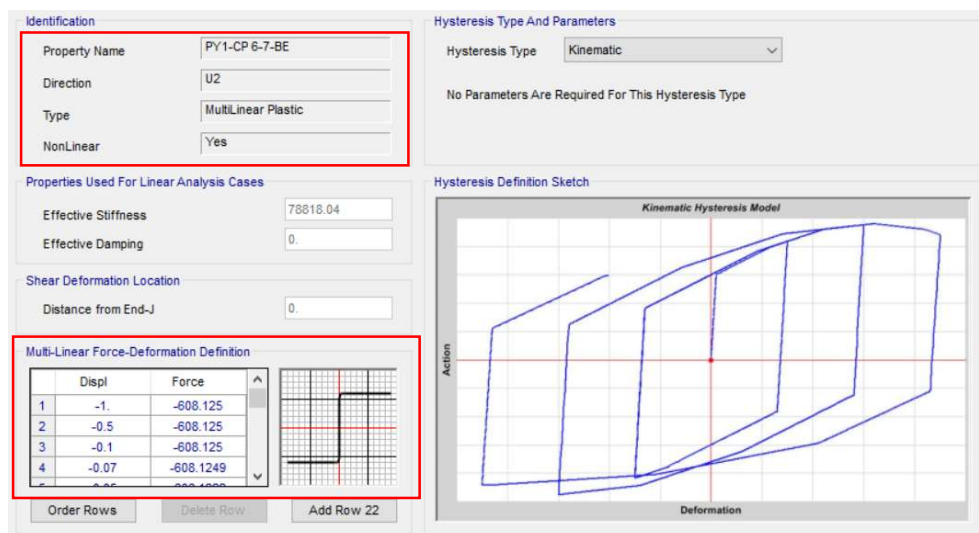 Identification
Property Name PY1-CP 6-7-BE
Direction U2
Type MultiLinear Plastic
NonLinear Yes
Properties Used For Linear Analysis Cases
Effective Stiffness 78818.04
Effective Damping 0.
Shear Deformation Location
Distance from End-J 0.
Multi-Linear Force-Deformation Definition
Displ Force
1 -1. -608.125
2 -0.5 -608.125
3 -0.1 -608.125
4 -0.07 -608.1249
Order Rows Delete Row Add Row 22
Hysteresis Type And Parameters
Hysteresis Type Kinematic
No Parameters Are Required For This Hysteresis Type
Hysteresis Definition Sketch
Kinematic Hysteresis Model
Action
Deformation